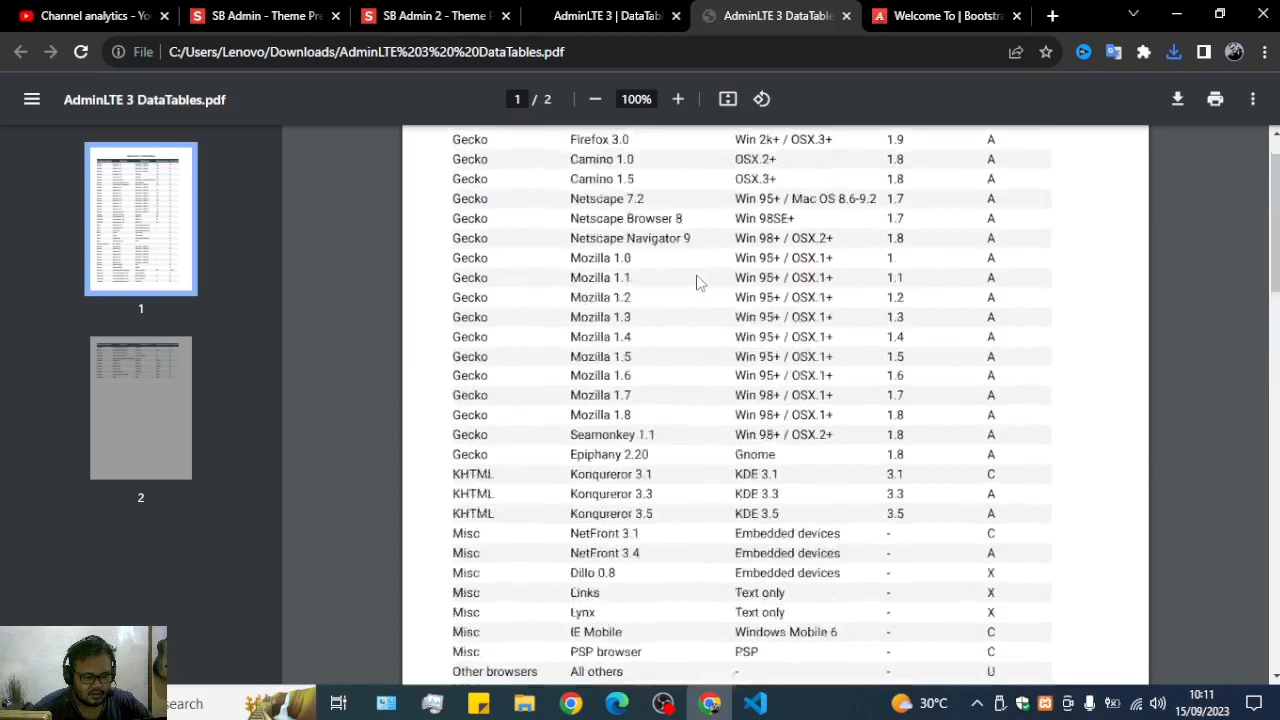 Channel analytics - You
SB Admin - Theme Pre
SB Admin 2 - Theme P
AdminLTE 3 | DataTabl
AdminLTE 3 DataTable
Welcome To | Bootstra
File C:/Users/Lenovo/Downloads/AdminLTE%203%20%20DataTables.pdf
AdminLTE 3 DataTables.pdf 1 / 2 100%
Gecko Firefox 3.0 Win 2k+ / OSX.3+ 1.9 A
Gecko Camino 1.0 OSX.2+ 1.8 A
Gecko Camino 1.5 OSX.3+ 1.8 A
Gecko Netscape 7.2 Win 95+ / Mac OS 8.6-9.2 1.7 A
Gecko Netscape Browser 8 Win 98SE+ 1.7 A
Gecko Netscape Navigator 9 Win 98+ / OSX.2+ 1.8 A
Gecko Mozilla 1.0 Win 95+ / OSX.1+ 1 A
Gecko Mozilla 1.1 Win 95+ / OSX.1+ 1.1 A
Gecko Mozilla 1.2 Win 95+ / OSX.1+ 1.2 A
Gecko Mozilla 1.3 Win 95+ / OSX.1+ 1.3 A
Gecko Mozilla 1.4 Win 95+ / OSX.1+ 1.4 A
Gecko Mozilla 1.5 Win 95+ / OSX.1+ 1.5 A
Gecko Mozilla 1.6 Win 95+ / OSX.1+ 1.6 A
Gecko Mozilla 1.7 Win 98+ / OSX.1+ 1.7 A
Gecko Mozilla 1.8 Win 98+ / OSX.1+ 1.8 A
Gecko Seamonkey 1.1 Win 98+ / OSX.2+ 1.8 A
Gecko Epiphany 2.20 Gnome 1.8 A
KHTML Konqureror 3.1 KDE 3.1 3.1 C
KHTML Konqureror 3.3 KDE 3.3 3.3 A
KHTML Konqureror 3.5 KDE 3.5 3.5 A
Misc NetFront 3.1 Embedded devices - C
Misc NetFront 3.4 Embedded devices - A
Misc Dillo 0.8 Embedded devices - X
Misc Links Text only - X
Misc Lynx Text only - X
Misc IE Mobile Windows Mobile 6 - C
Misc PSP browser PSP - C
Other browsers All others - - U
1
2
search
30°C
10:11
15/09/2023